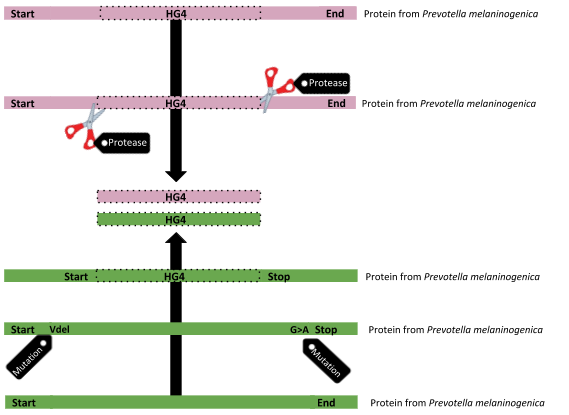 Start HG4 End Protein from Prevotella melaninogenica
Protease
Start HG4 End Protein from Prevotella melaninogenica
Protease
HG4
HG4
Start HG4 Stop Protein from Prevotella melaninogenica
Start Vdel G>A Stop Protein from Prevotella melaninogenica
Mutation Mutation
Start End Protein from Prevotella melaninogenica